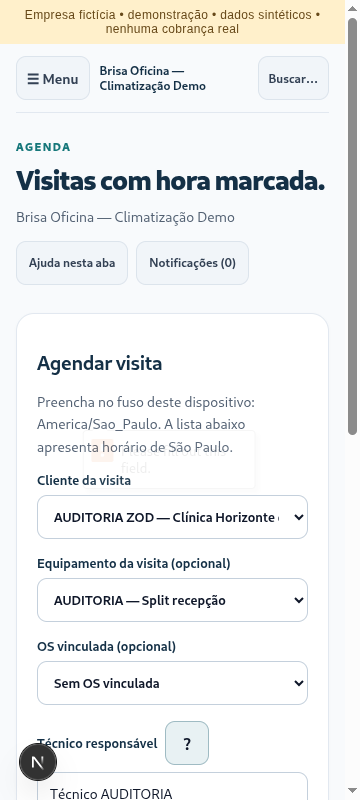 Empresa fictícia • demonstração • dados sintéticos •
nenhuma cobrança real
☰ Menu
Brisa Oficina —
Climatização Demo
Buscar…
AGENDA
Visitas com hora marcada.
Brisa Oficina — Climatização Demo
Ajuda nesta aba
Notificações (0)
Agendar visita
Preencha no fuso deste dispositivo:
America/Sao_Paulo. A lista abaixo
apresenta horário de São Paulo.
field.
Cliente da visita
AUDITORIA ZOD — Clínica Horizonte
Equipamento da visita (opcional)
AUDITORIA — Split recepção
OS vinculada (opcional)
Sem OS vinculada
Técnico responsável
?
N
Técnico AUDITORIA